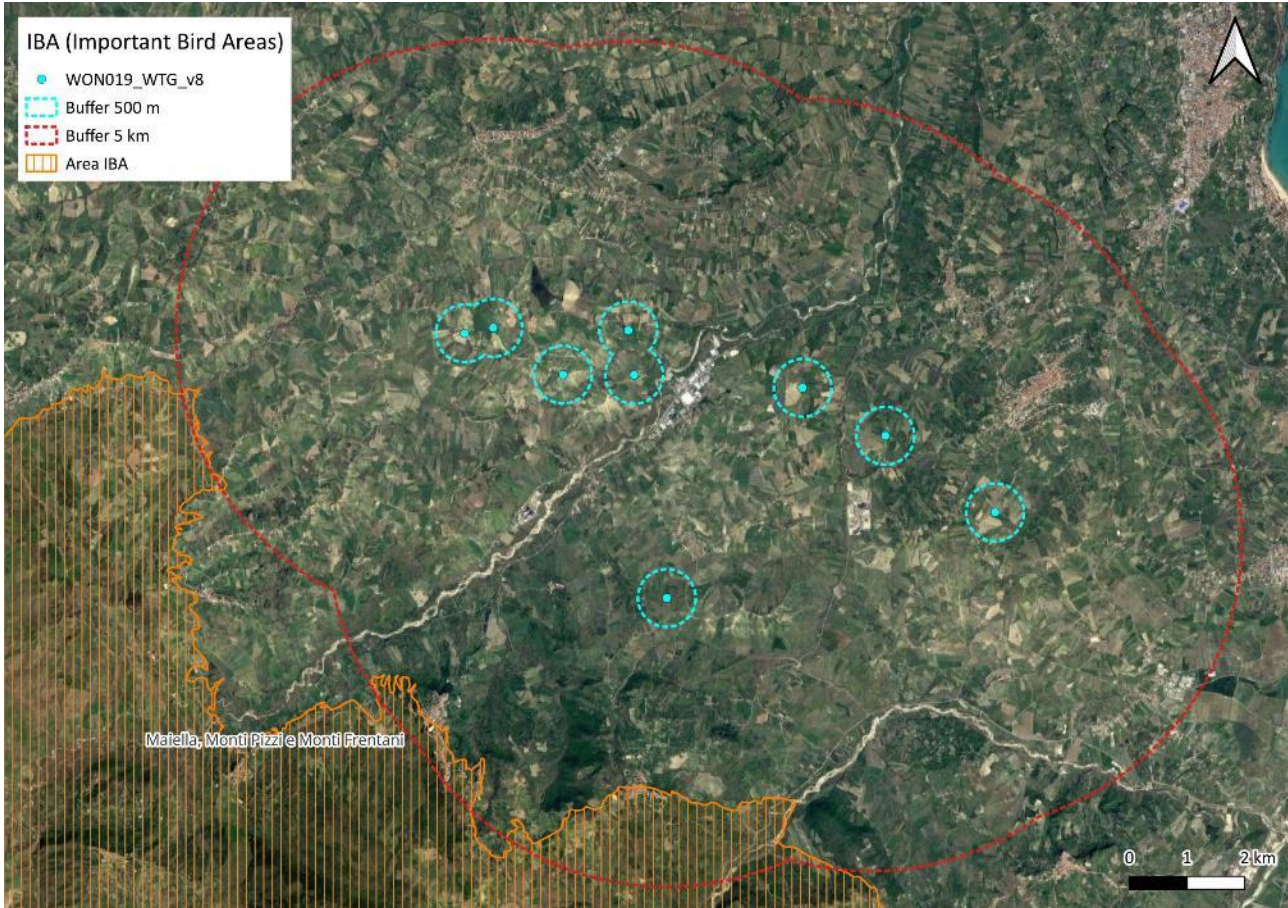 IBA (Important Bird Areas)
WON019_WTG_v8
Buffer 500 m
Buffer 5 km
Area IBA
Maiella, Monti Pizzi e Monti Frentani
0 1 2 km